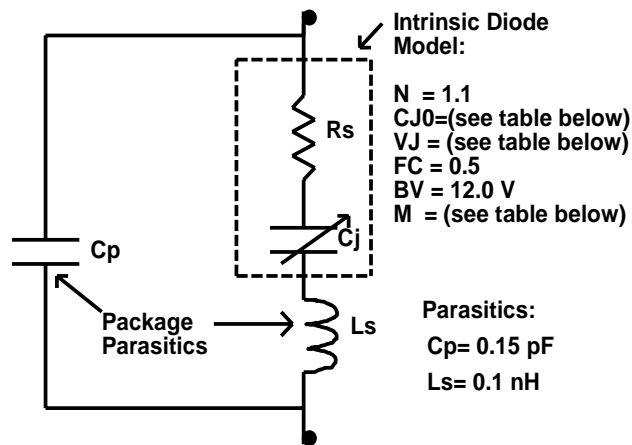 Intrinsic Diode
Model:
N = 1.1
CJ0=(see table below)
VJ = (see table below)
FC = 0.5
BV = 12.0 V
M = (see table below)
Rs
Cj
Cp
Package
Parasitics
Ls
Parasitics:
Cp= 0.15 pF
Ls= 0.1 nH